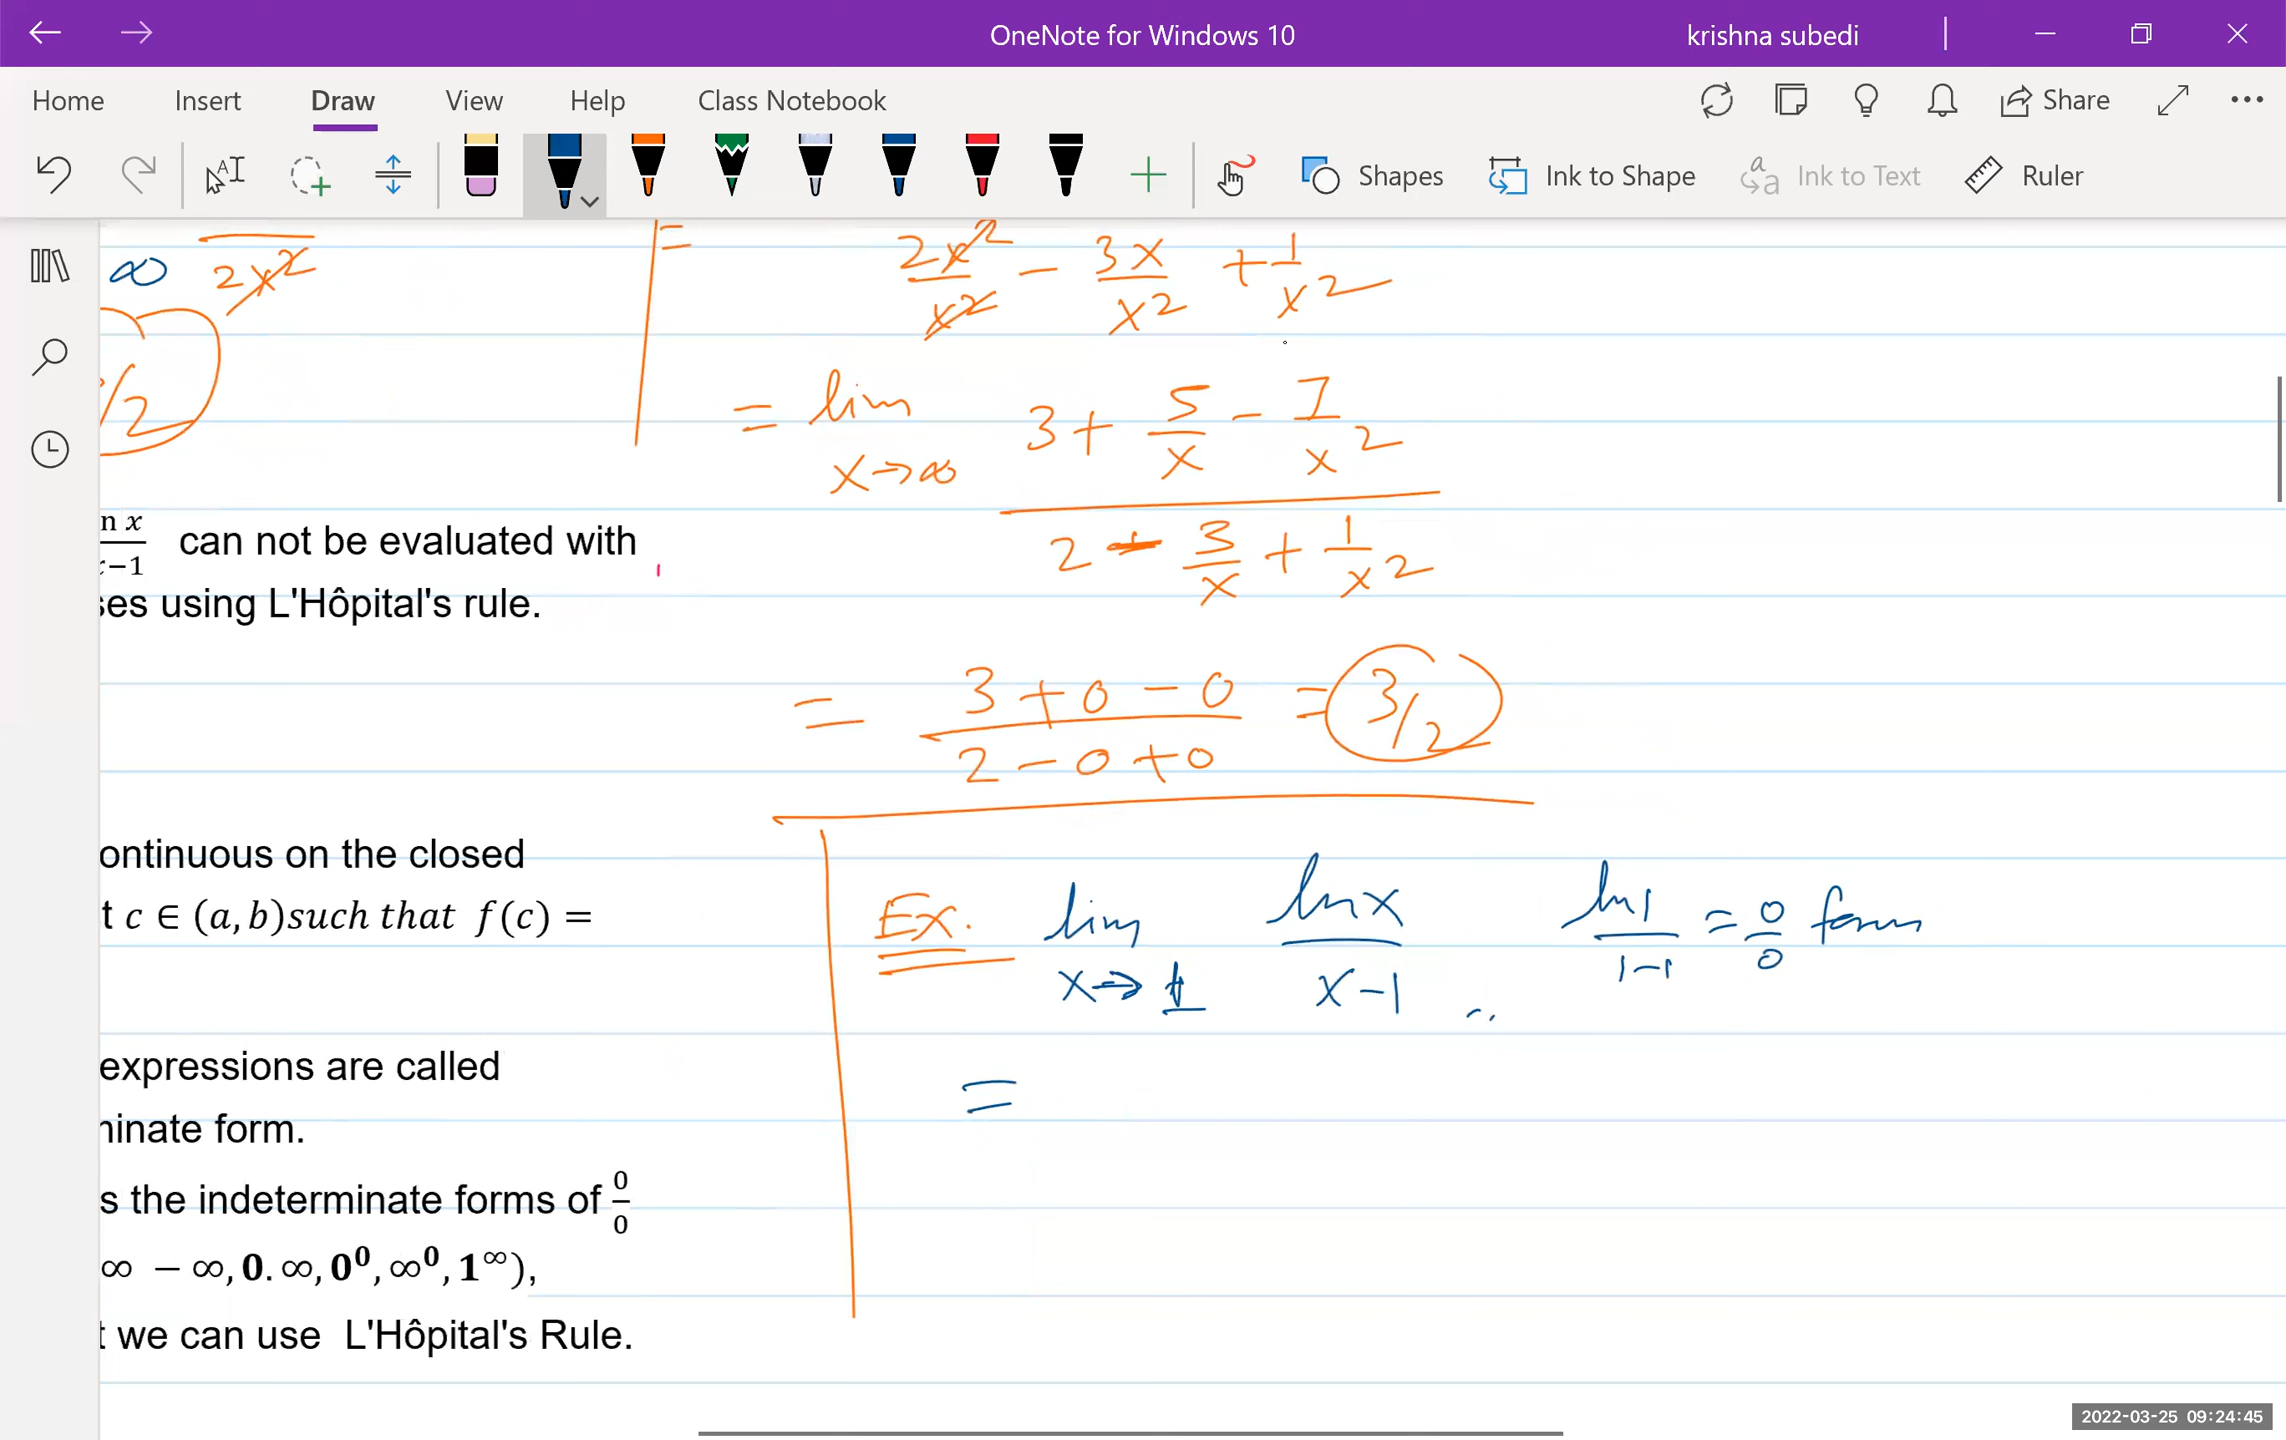 OneNote for Windows 10 krishna subedi
Home Insert Draw View Help Class Notebook Share
Shapes Ink to Shape Ink to Text Ruler
∞ 2x² = 2x²/x² − 3x/x² + 1/x²
/2
= lim x→∞ 3 + 5/x − 7/x²
2 − 3/x + 1/x²
n x
−1 can not be evaluated with
ses using L'Hôpital's rule.
= 3 + 0 − 0 = 3/2
2 − 0 + 0
ontinuous on the closed
t c ∈ (a, b)such that f(c) =
Ex. lim x→1 ln x / x−1 ln 1 / 1−1 = 0/0 form
=
expressions are called
ninate form.
s the indeterminate forms of 0/0
∞ − ∞, 0. ∞, 0⁰, ∞⁰, 1^∞),
t we can use L'Hôpital's Rule.
2022-03-25 09:24:45